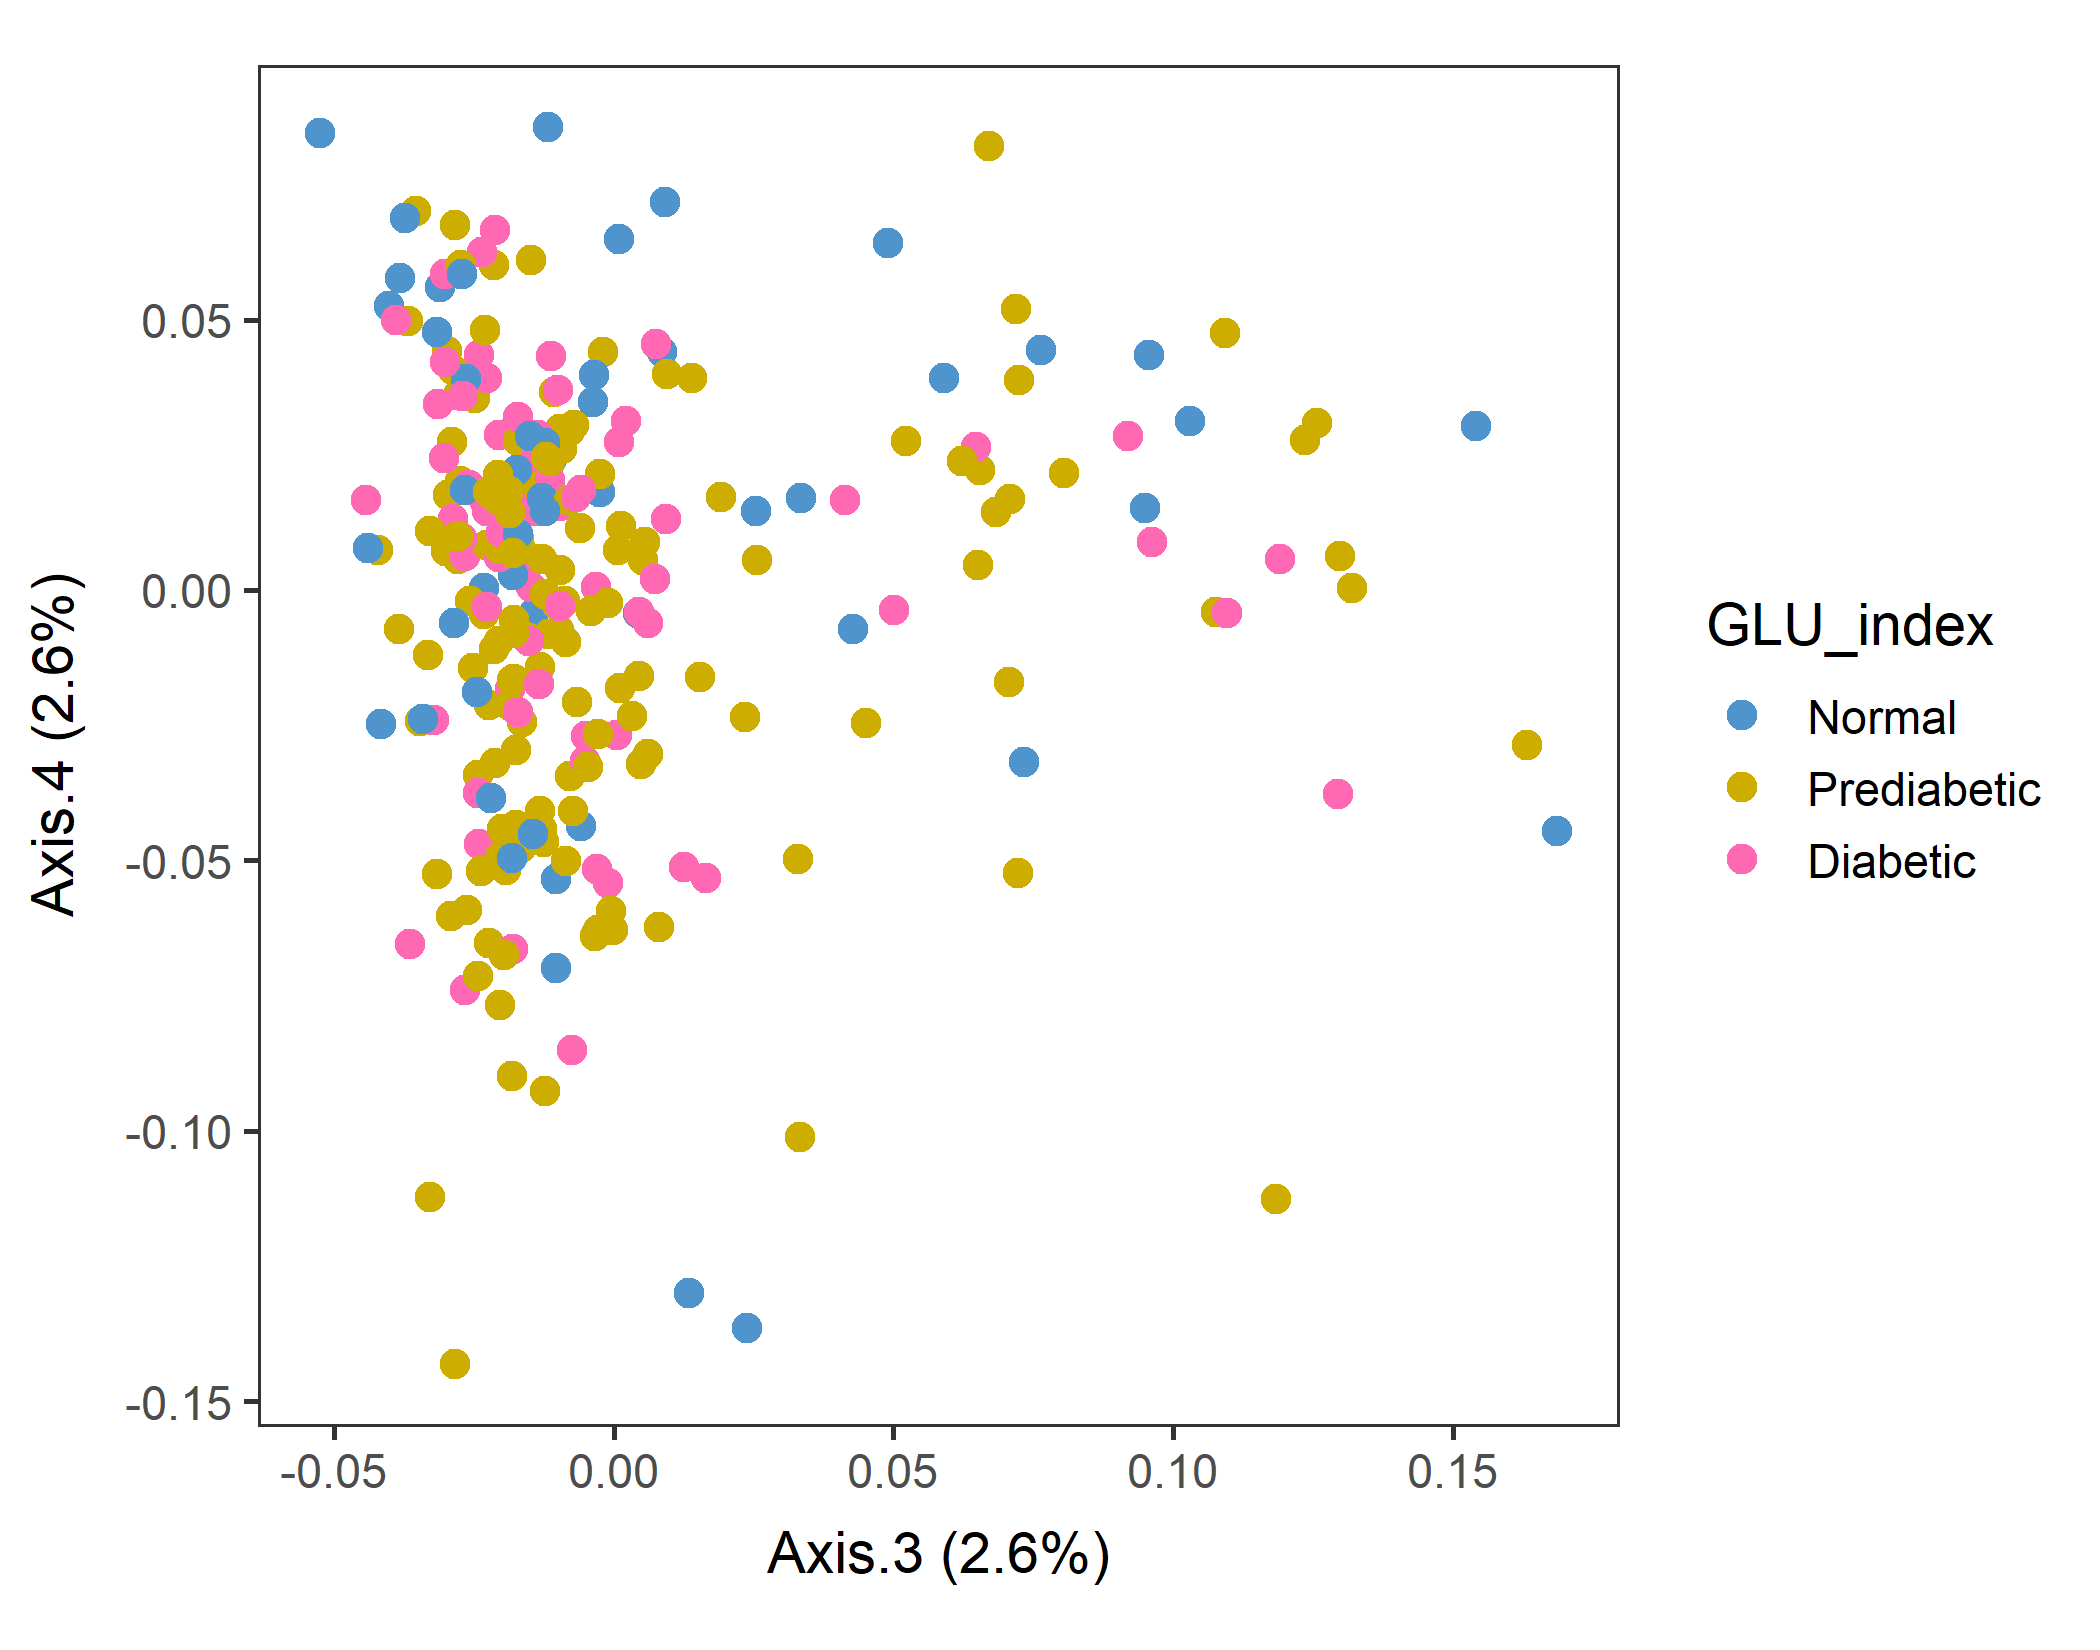 0.05
0.00
-0.05
-0.10
-0.15
Axis.4 (2.6%)
-0.05 0.00 0.05 0.10 0.15
Axis.3 (2.6%)
GLU_index
Normal
Prediabetic
Diabetic